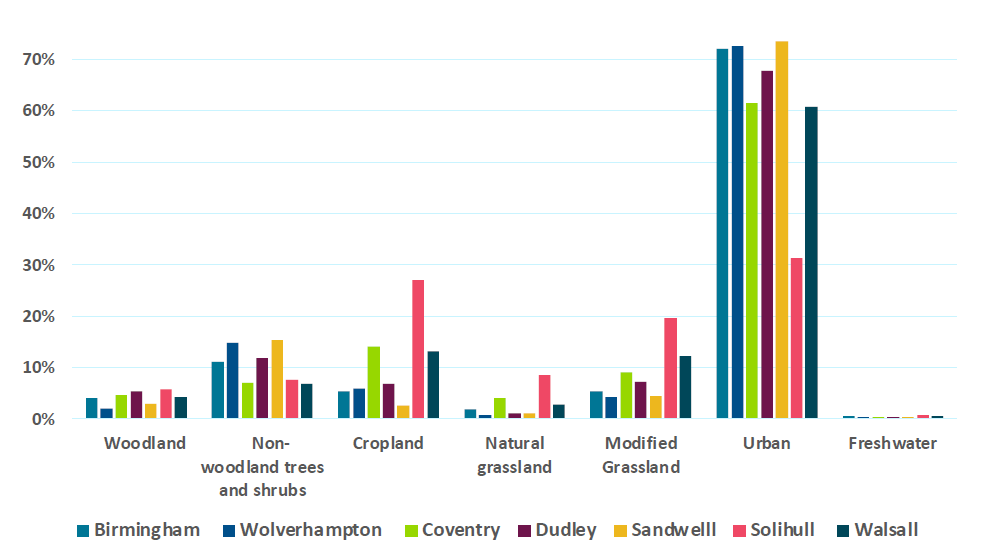 70%
60%
50%
40%
30%
20%
10%
0%
Woodland
Non-
woodland trees
and shrubs
Cropland
Natural
grassland
Modified
Grassland
Urban
Freshwater
Birmingham Wolverhampton Coventry Dudley Sandwelll Solihull Walsall